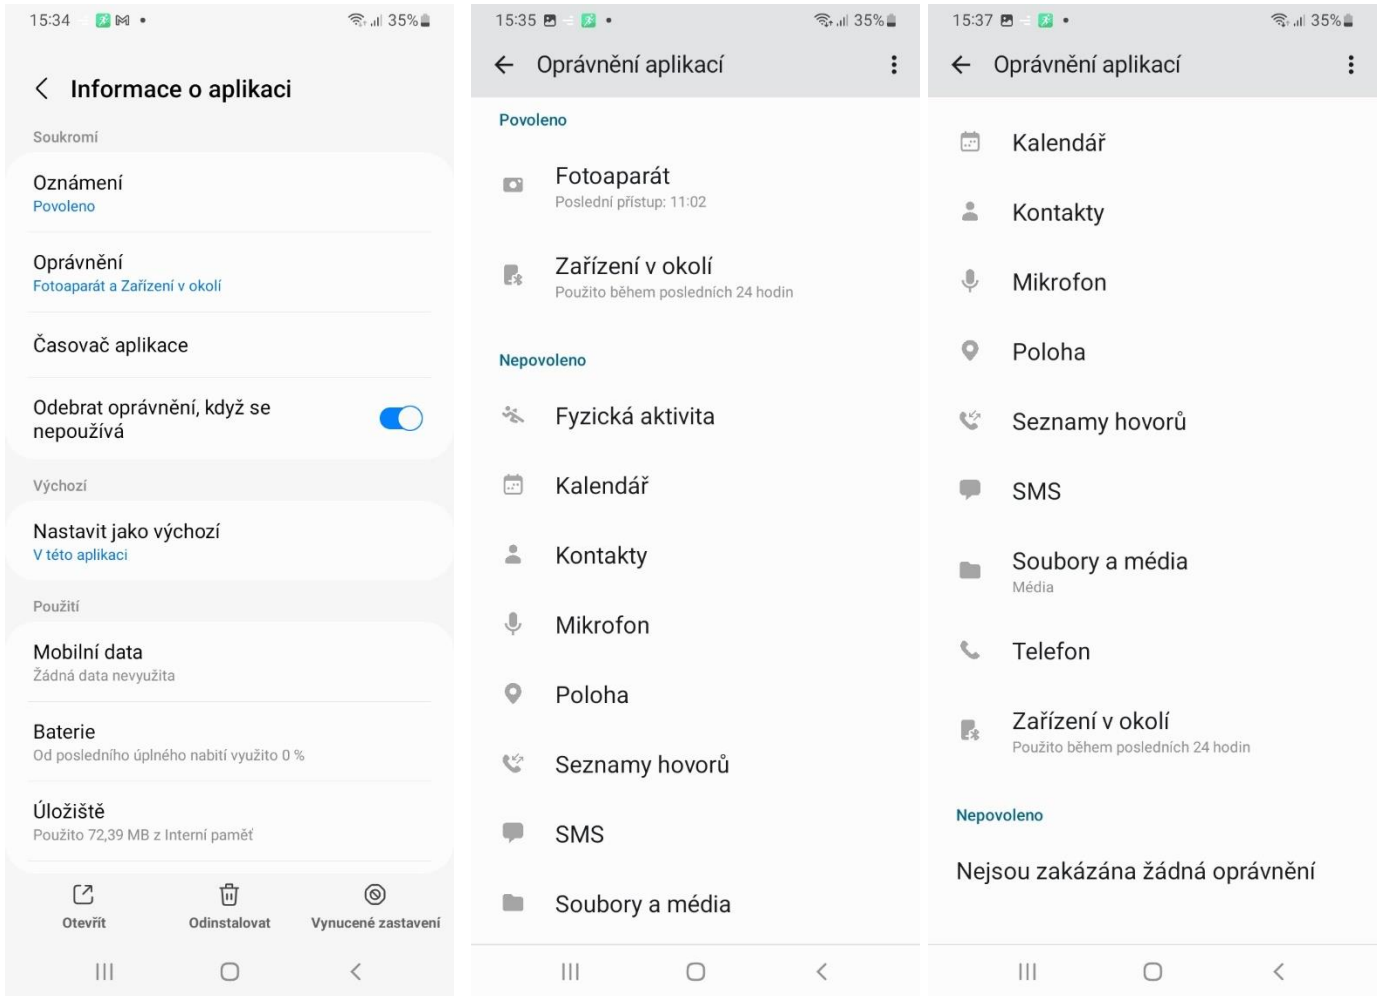 15:34
35%
Informace o aplikaci
Soukromí
Oznámení
Povoleno
Oprávnění
Fotoaparát a Zařízení v okolí
Časovač aplikace
Odebrat oprávnění, když se
nepoužívá
Výchozí
Nastavit jako výchozí
V této aplikaci
Použití
Mobilní data
Žádná data nevyužita
Baterie
Od posledního úplného nabití využito 0 %
Úložiště
Použito 72,39 MB z Interní paměť
Otevřít
Odinstalovat
Vynucené zastavení
15:35
35%
Oprávnění aplikací
Povoleno
Fotoaparát
Poslední přístup: 11:02
Zařízení v okolí
Použito během posledních 24 hodin
Nepovoleno
Fyzická aktivita
Kalendář
Kontakty
Mikrofon
Poloha
Seznamy hovorů
SMS
Soubory a média
15:37
35%
Oprávnění aplikací
Kalendář
Kontakty
Mikrofon
Poloha
Seznamy hovorů
SMS
Soubory a média
Média
Telefon
Zařízení v okolí
Použito během posledních 24 hodin
Nepovoleno
Nejsou zakázána žádná oprávnění